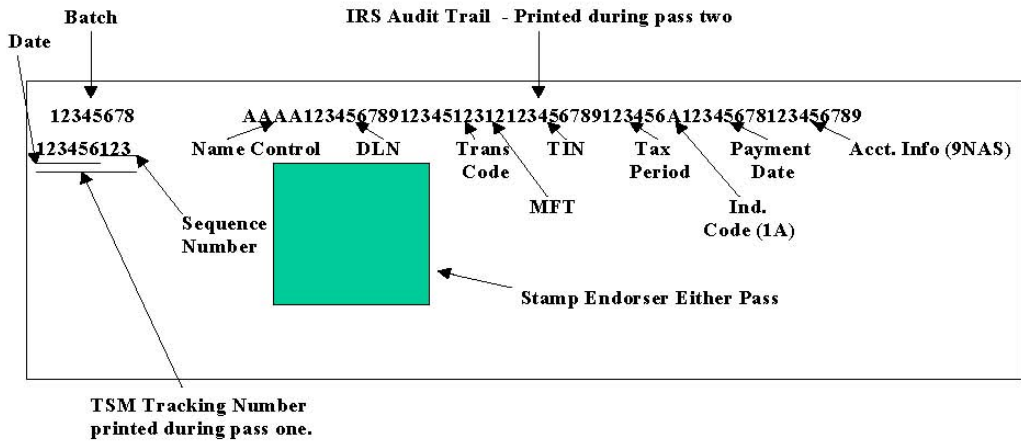 Batch
IRS Audit Trail - Printed during pass two
Date
12345678
AAAA12345678912345123121234567891​23456A12345678123456789
123456123
Name Control
DLN
Trans
Code
TIN
Tax
Period
Payment
Date
Acct. Info (9NAS)
MFT
Ind.
Code (1A)
Sequence
Number
Stamp Endorser Either Pass
TSM Tracking Number
printed during pass one.